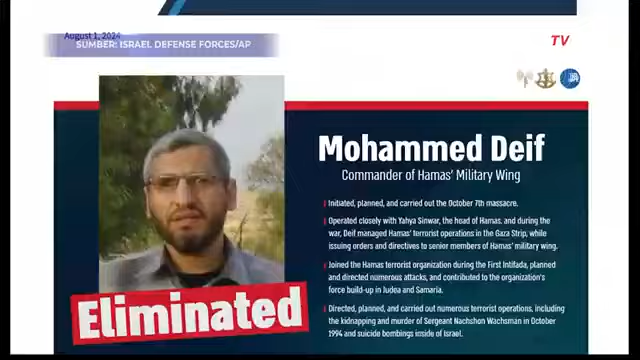 August 1, 2024
SUMBER: ISRAEL DEFENSE FORCES/AP
TV
Mohammed Deif
Commander of Hamas' Military Wing
Initiated, planned, and carried out the October 7th massacre.
Operated closely with Yahya Sinwar, the head of Hamas, and during the
war, Deif managed Hamas' terrorist operations in the Gaza Strip, while
issuing orders and directives to senior members of Hamas' military wing.
Joined the Hamas terrorist organization during the First Intifada, planned
and directed numerous attacks, and contributed to the organization's
force build-up in Judea and Samaria.
Directed, planned, and carried out numerous terrorist operations, including
the kidnapping and murder of Sergeant Nachshon Wachsman in October
1994 and suicide bombings inside of Israel.
Eliminated